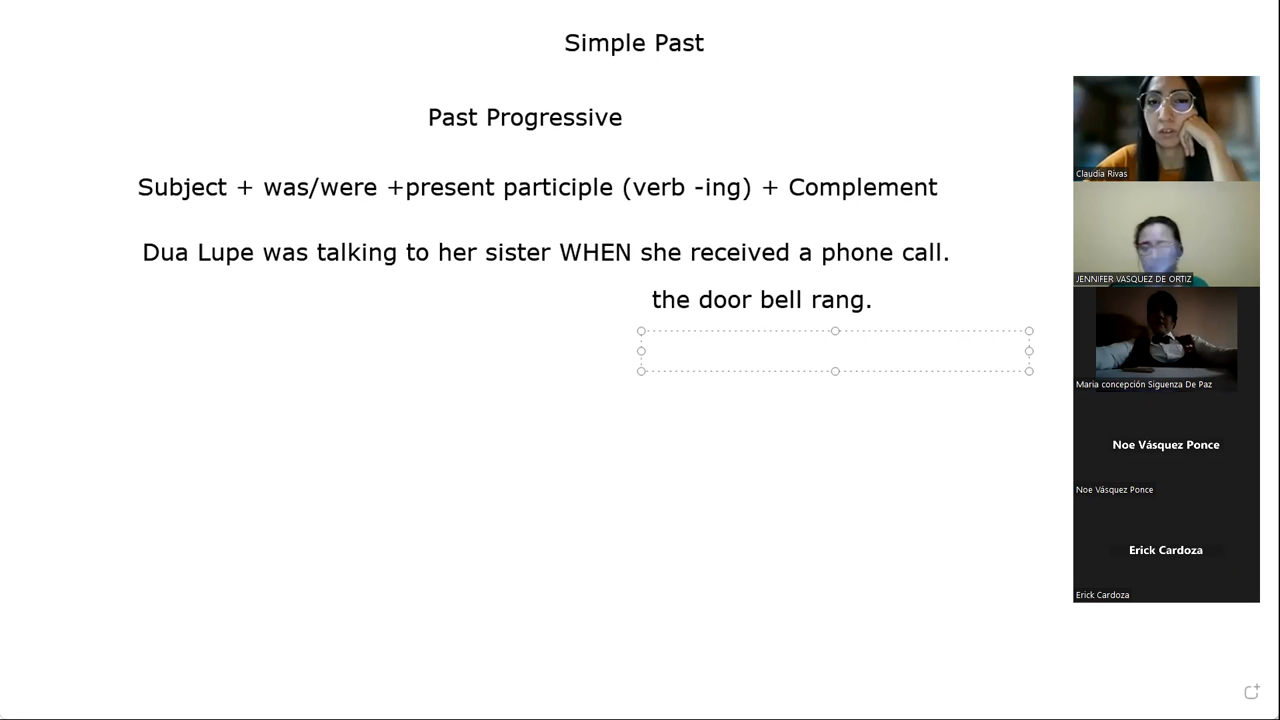 Simple Past
Past Progressive
Subject + was/were +present participle (verb -ing) + Complement
Dua Lupe was talking to her sister WHEN she received a phone call.
the door bell rang.
Claudia Rivas
JENNIFER VASQUEZ DE ORTIZ
Maria concepción Siguenza De Paz
Noe Vásquez Ponce
Noe Vásquez Ponce
Erick Cardoza
Erick Cardoza